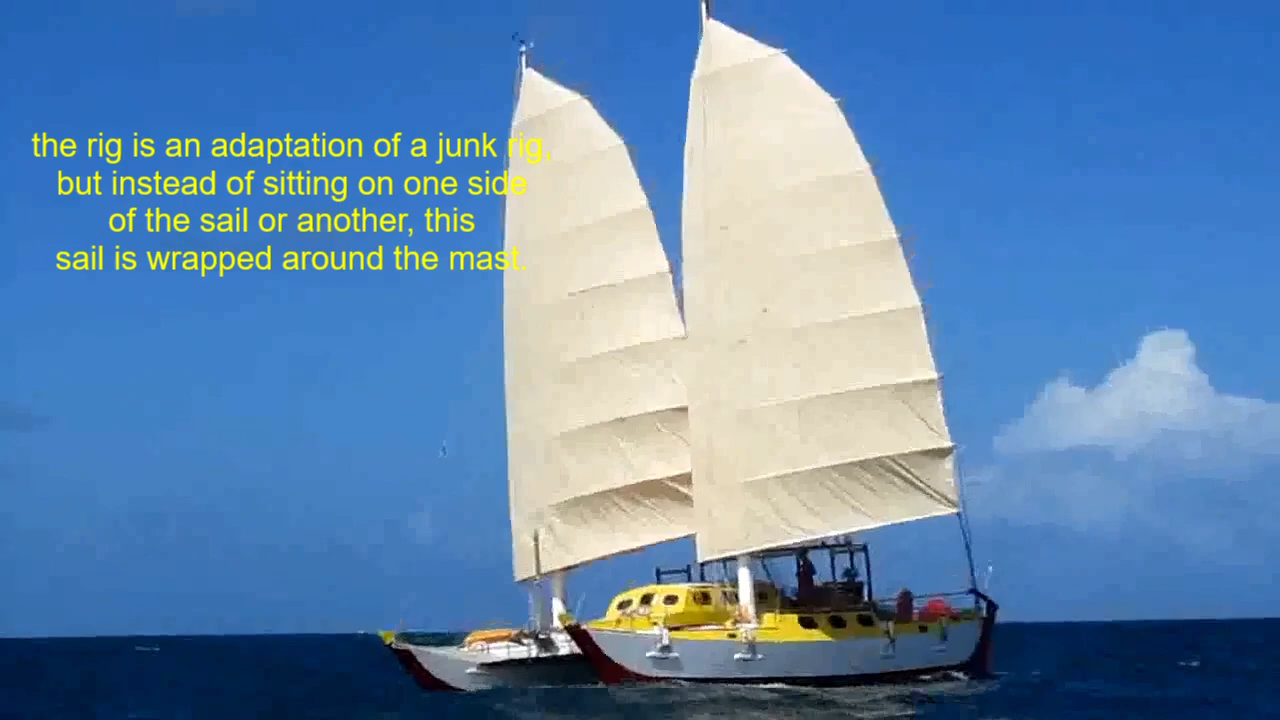 the rig is an adaptation of a junk rig,
but instead of sitting on one side
of the sail or another, this
sail is wrapped around the mast.